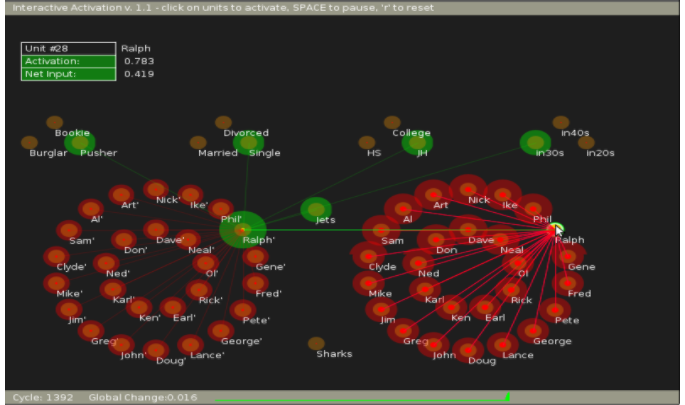 Interactive Activation v. 1.1 - click on units to activate, SPACE to pause, 'r' to reset
Unit #28 Ralph
Activation: 0.783
Net Input: 0.419
Bookie Divorced College in40s
Burglar Pusher Married Single HS JH in30s in20s
Art' Nick' Ike' Art Nick Ike
Al' Phil' Jets Al Phil
Sam' Don' Dave' Neal' Ralph' Sam Don Dave Neal Ralph
Clyde' Ned' Ol' Gene' Clyde Ned Ol Gene
Mike' Karl' Rick' Fred' Mike Karl Rick Fred
Jim' Ken' Earl' Pete' Jim Ken Earl Pete
Greg' George' Greg George
John' Doug' Lance' Sharks John Doug Lance
Cycle: 1392 Global Change:0.016